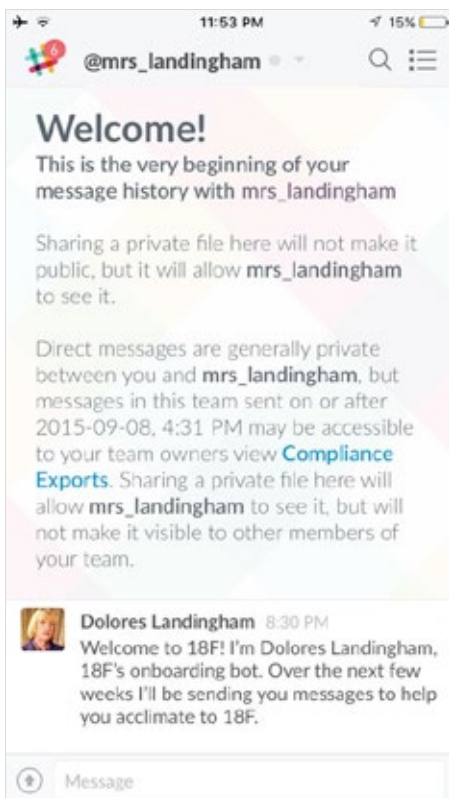 11:53 PM
15%
6
@mrs_landingham
Welcome!
This is the very beginning of your
message history with mrs_landingham
Sharing a private file here will not make it
public, but it will allow mrs_landingham
to see it.
Direct messages are generally private
between you and mrs_landingham, but
messages in this team sent on or after
2015-09-08, 4:31 PM may be accessible
to your team owners view Compliance
Exports. Sharing a private file here will
allow mrs_landingham to see it, but will
not make it visible to other members of
your team.
Dolores Landingham 8:30 PM
Welcome to 18F! I'm Dolores Landingham,
18F's onboarding bot. Over the next few
weeks I'll be sending you messages to help
you acclimate to 18F.
Message